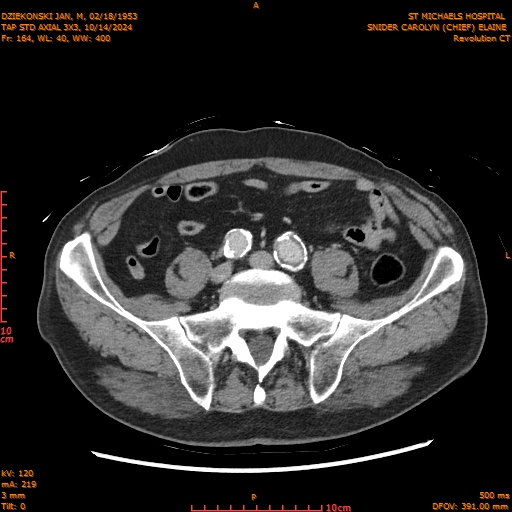 A
DZIEKONSKI JAN, M, 02/18/1953
TAP STD AXIAL 3X3, 10/14/2024
Fr: 164, WL: 40, WW: 400
ST MICHAELS HOSPITAL
SNIDER CAROLYN (CHIEF) ELAINE
Revolution CT
R
L
10
cm
kV: 120
mA: 219
3 mm
Tilt: 0
P
10cm
500 ms
DFOV: 391.00 mm